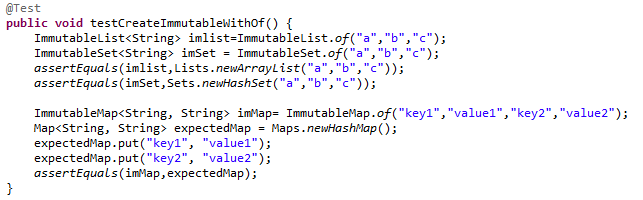 @Test
public void testCreateImmutableWithOf() {
    ImmutableList<String> imlist=ImmutableList.of("a","b","c");
    ImmutableSet<String> imSet = ImmutableSet.of("a","b","c");
    assertEquals(imlist,Lists.newArrayList("a","b","c"));
    assertEquals(imSet,Sets.newHashSet("a","b","c"));

    ImmutableMap<String, String> imMap= ImmutableMap.of("key1","value1","key2","value2");
    Map<String, String> expectedMap = Maps.newHashMap();
    expectedMap.put("key1", "value1");
    expectedMap.put("key2", "value2");
    assertEquals(imMap,expectedMap);
}